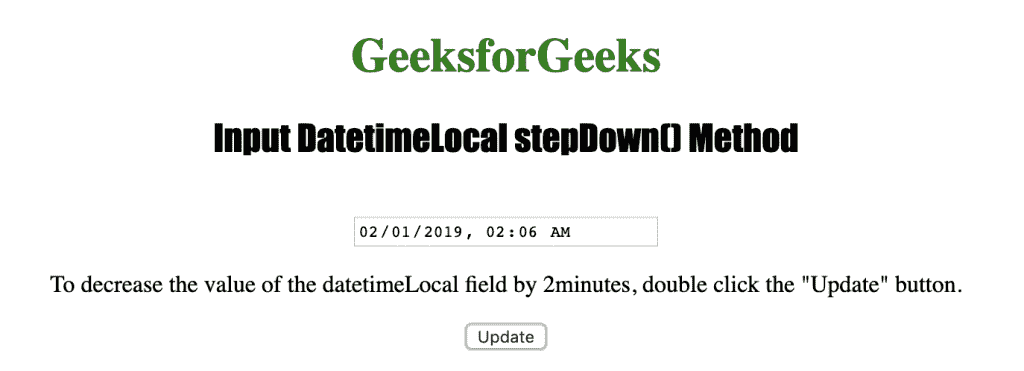 GeeksforGeeks
Input DatetimeLocal stepDown() Method
02/01/2019, 02:06 AM
To decrease the value of the datetimeLocal field by 2minutes, double click the "Update" button.
Update